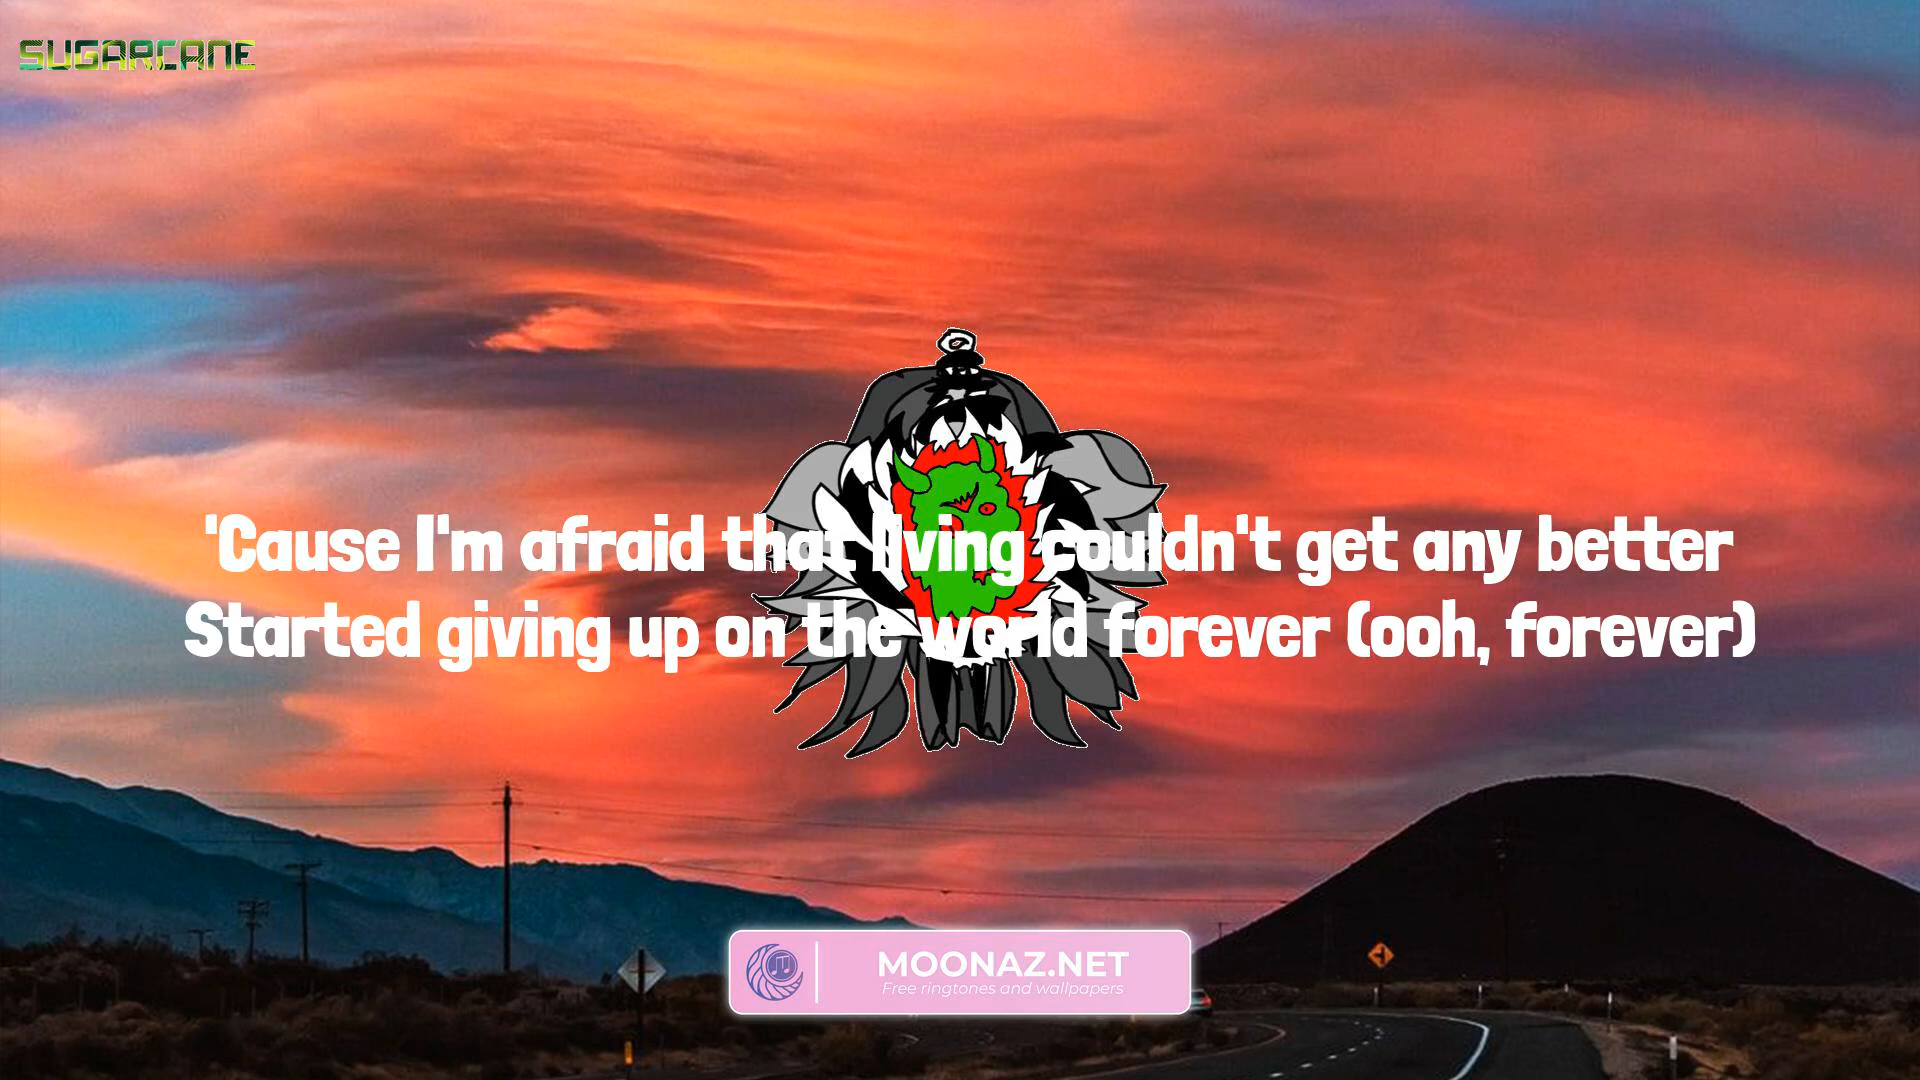 SUGARCANE
'Cause I'm afraid that living couldn't get any better
Started giving up on the world forever (ooh, forever)
MOONAZ.NET
Free ringtones and wallpapers